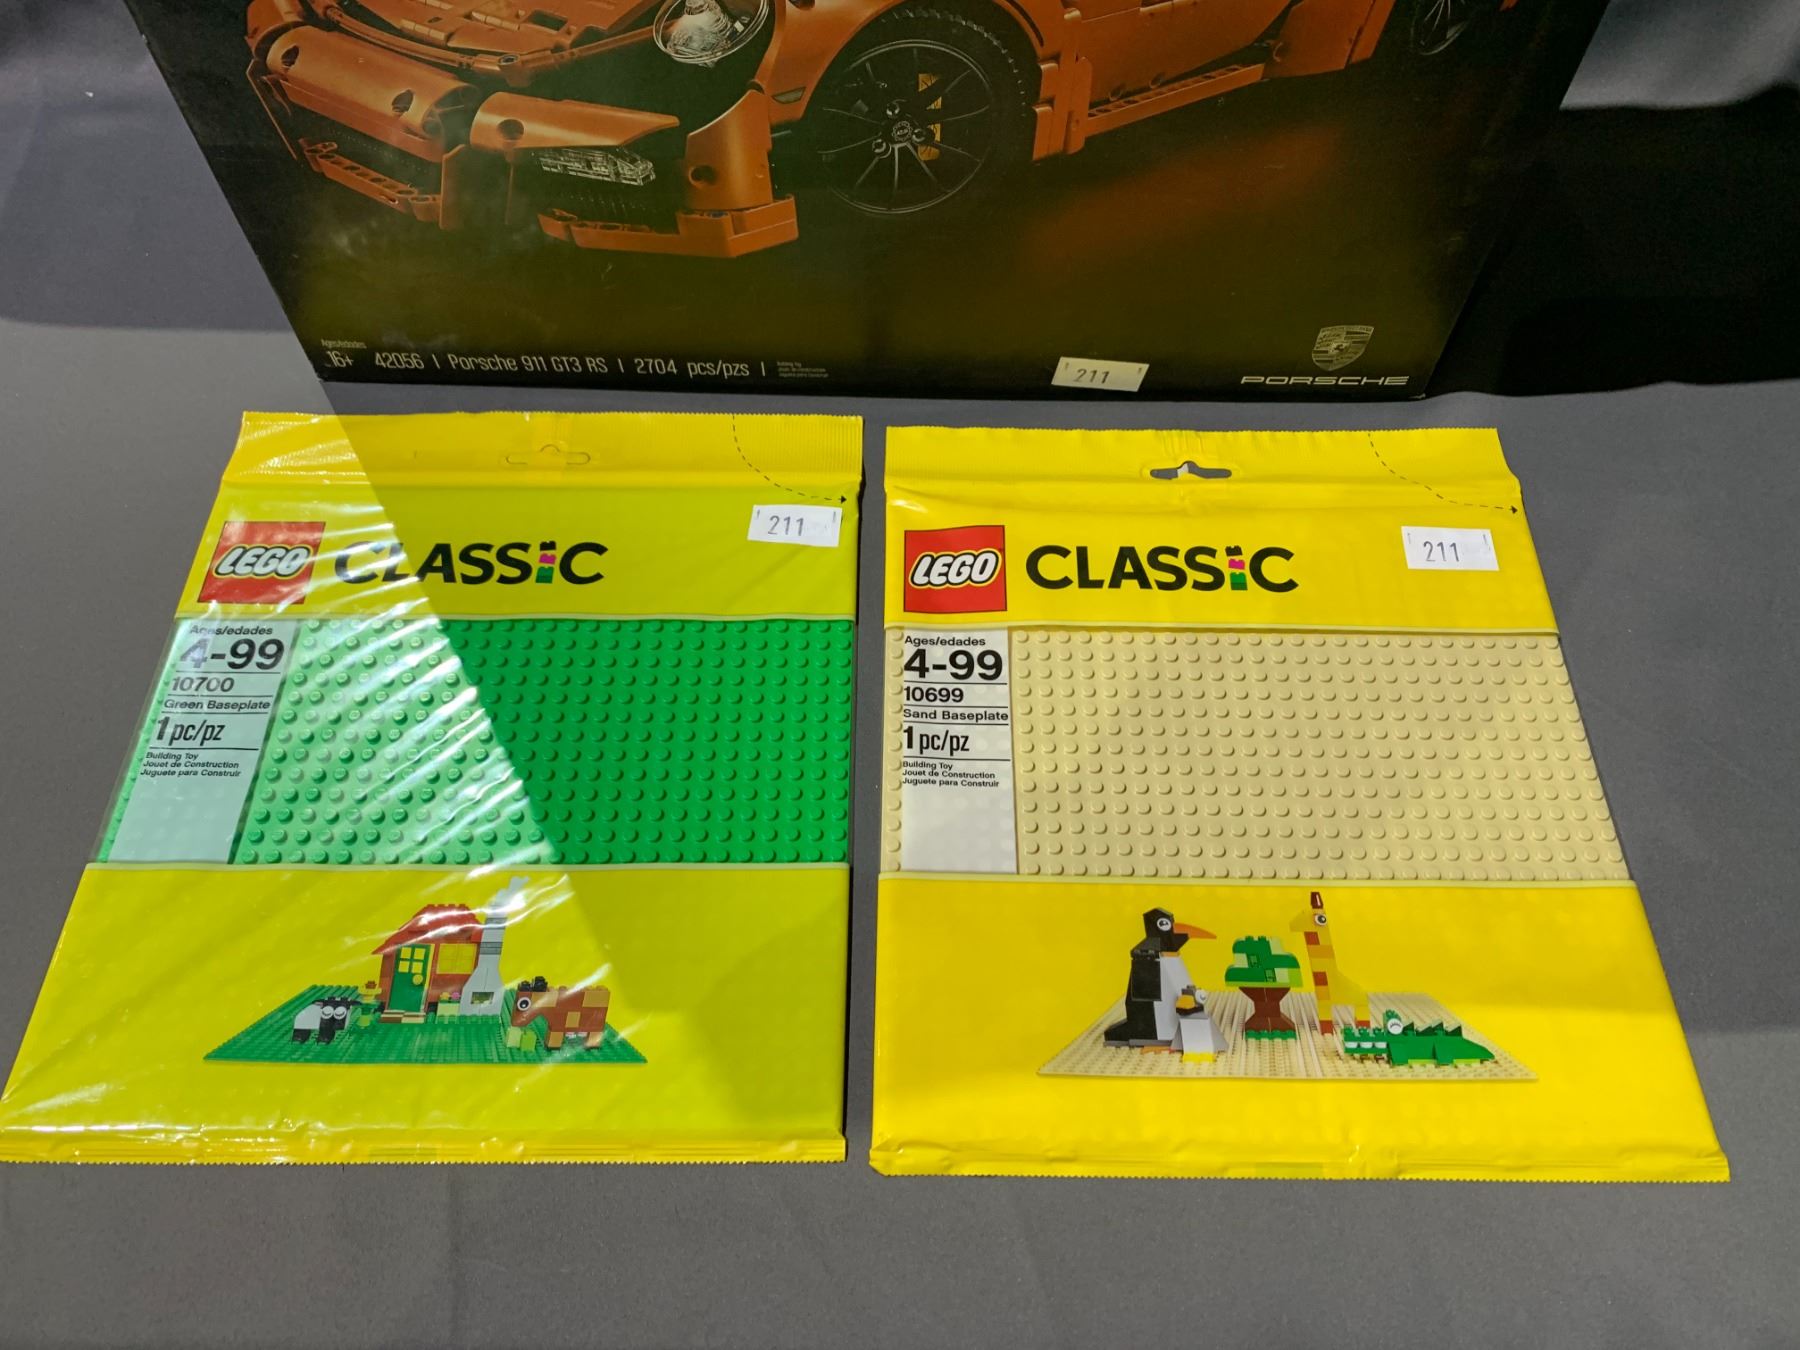 Ages/edades
16+ 42056 | Porsche 911 GT3 RS | 2704 pcs/pzs |
211
PORSCHE
LEGO CLASSIC
211
Ages/edades
4-99
10700
Green Baseplate
1 pc/pz
Building Toy
Jouet de Construction
Juguete para Construir
LEGO CLASSIC
211
Ages/edades
4-99
10699
Sand Baseplate
1 pc/pz
Building Toy
Jouet de Construction
Juguete para Construir